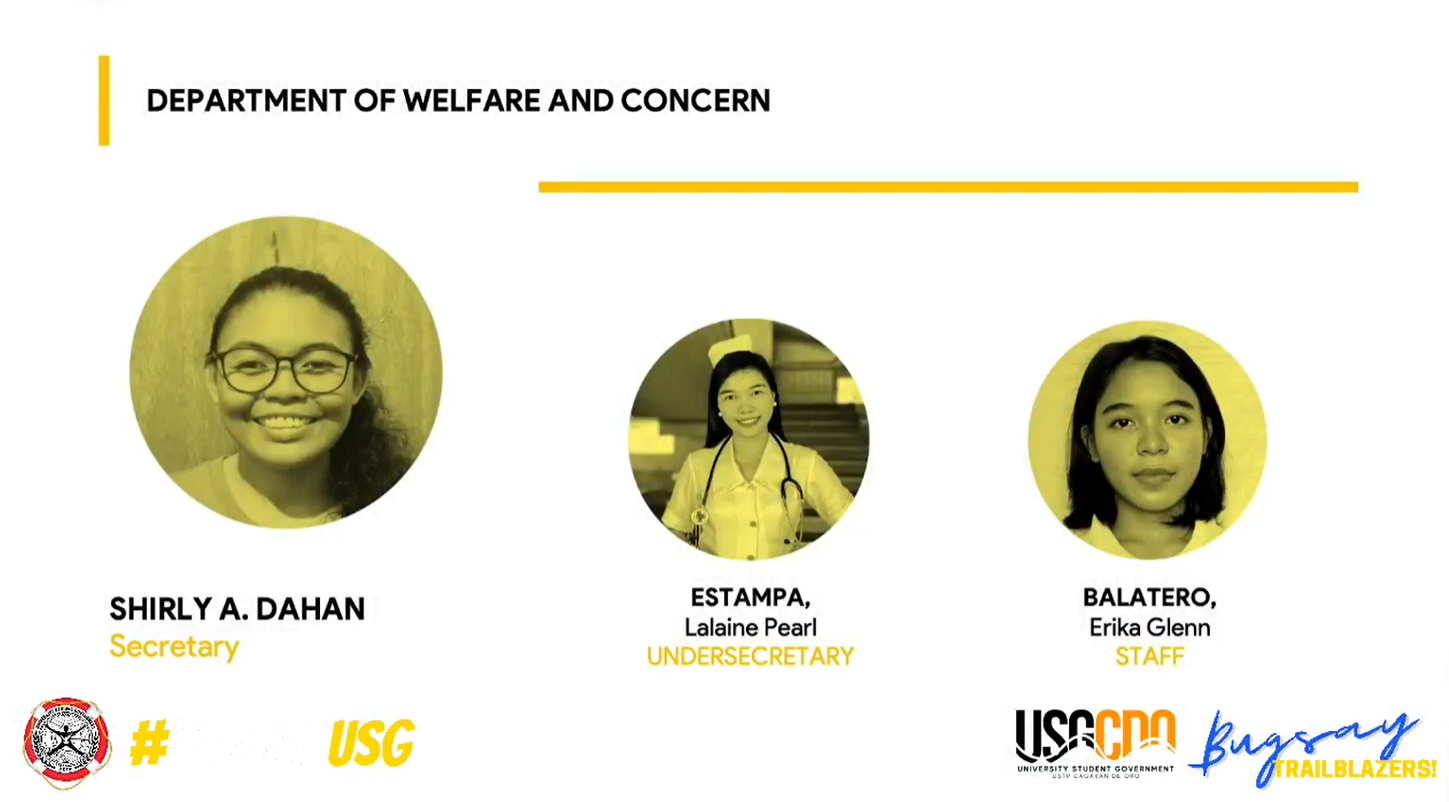 DEPARTMENT OF WELFARE AND CONCERN
SHIRLY A. DAHAN
Secretary
ESTAMPA,
Lalaine Pearl
UNDERSECRETARY
BALATERO,
Erika Glenn
STAFF
# USG
USGCDO
UNIVERSITY STUDENT GOVERNMENT
USTP CAGAYAN DE ORO
Bugsay
TRAILBLAZERS!